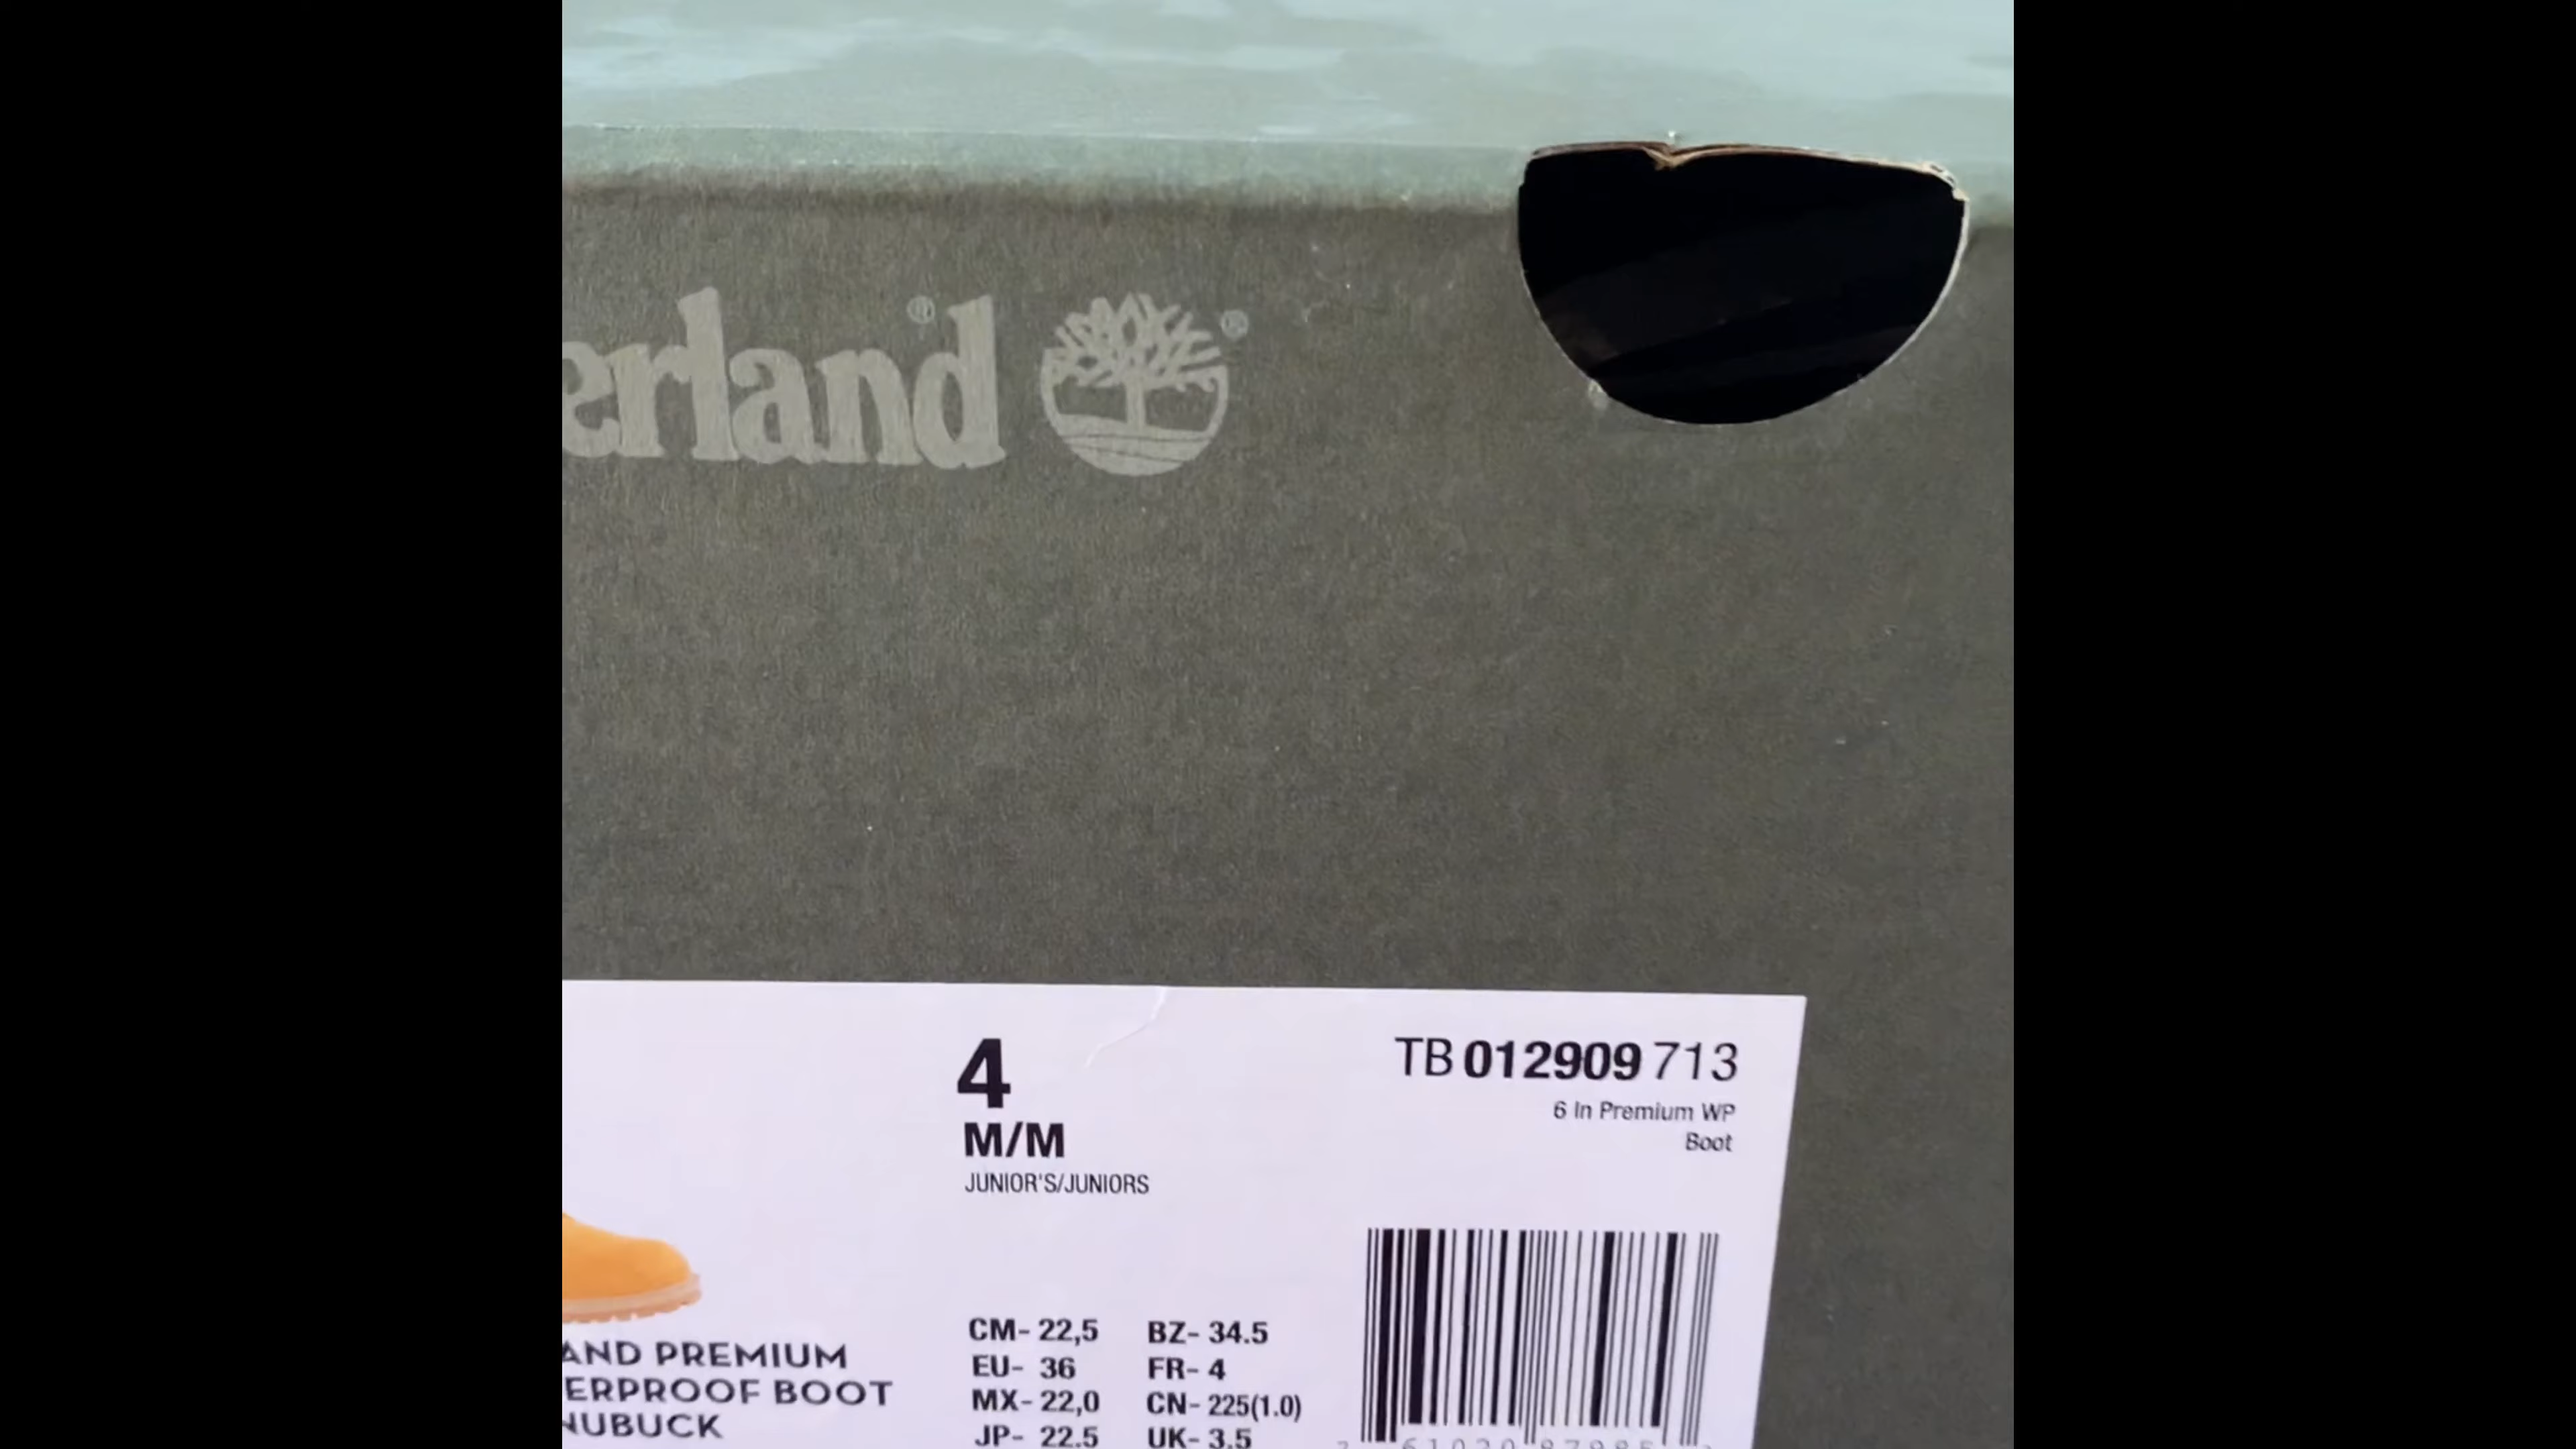 erland®
4
M/M
JUNIOR'S/JUNIORS
TB 012909 713
6 In Premium WP
Boot
AND PREMIUM
ERPROOF BOOT
NUBUCK
CM- 22,5
EU- 36
MX- 22,0
JP- 22.5
BZ- 34.5
FR- 4
CN- 225(1.0)
UK- 3.5